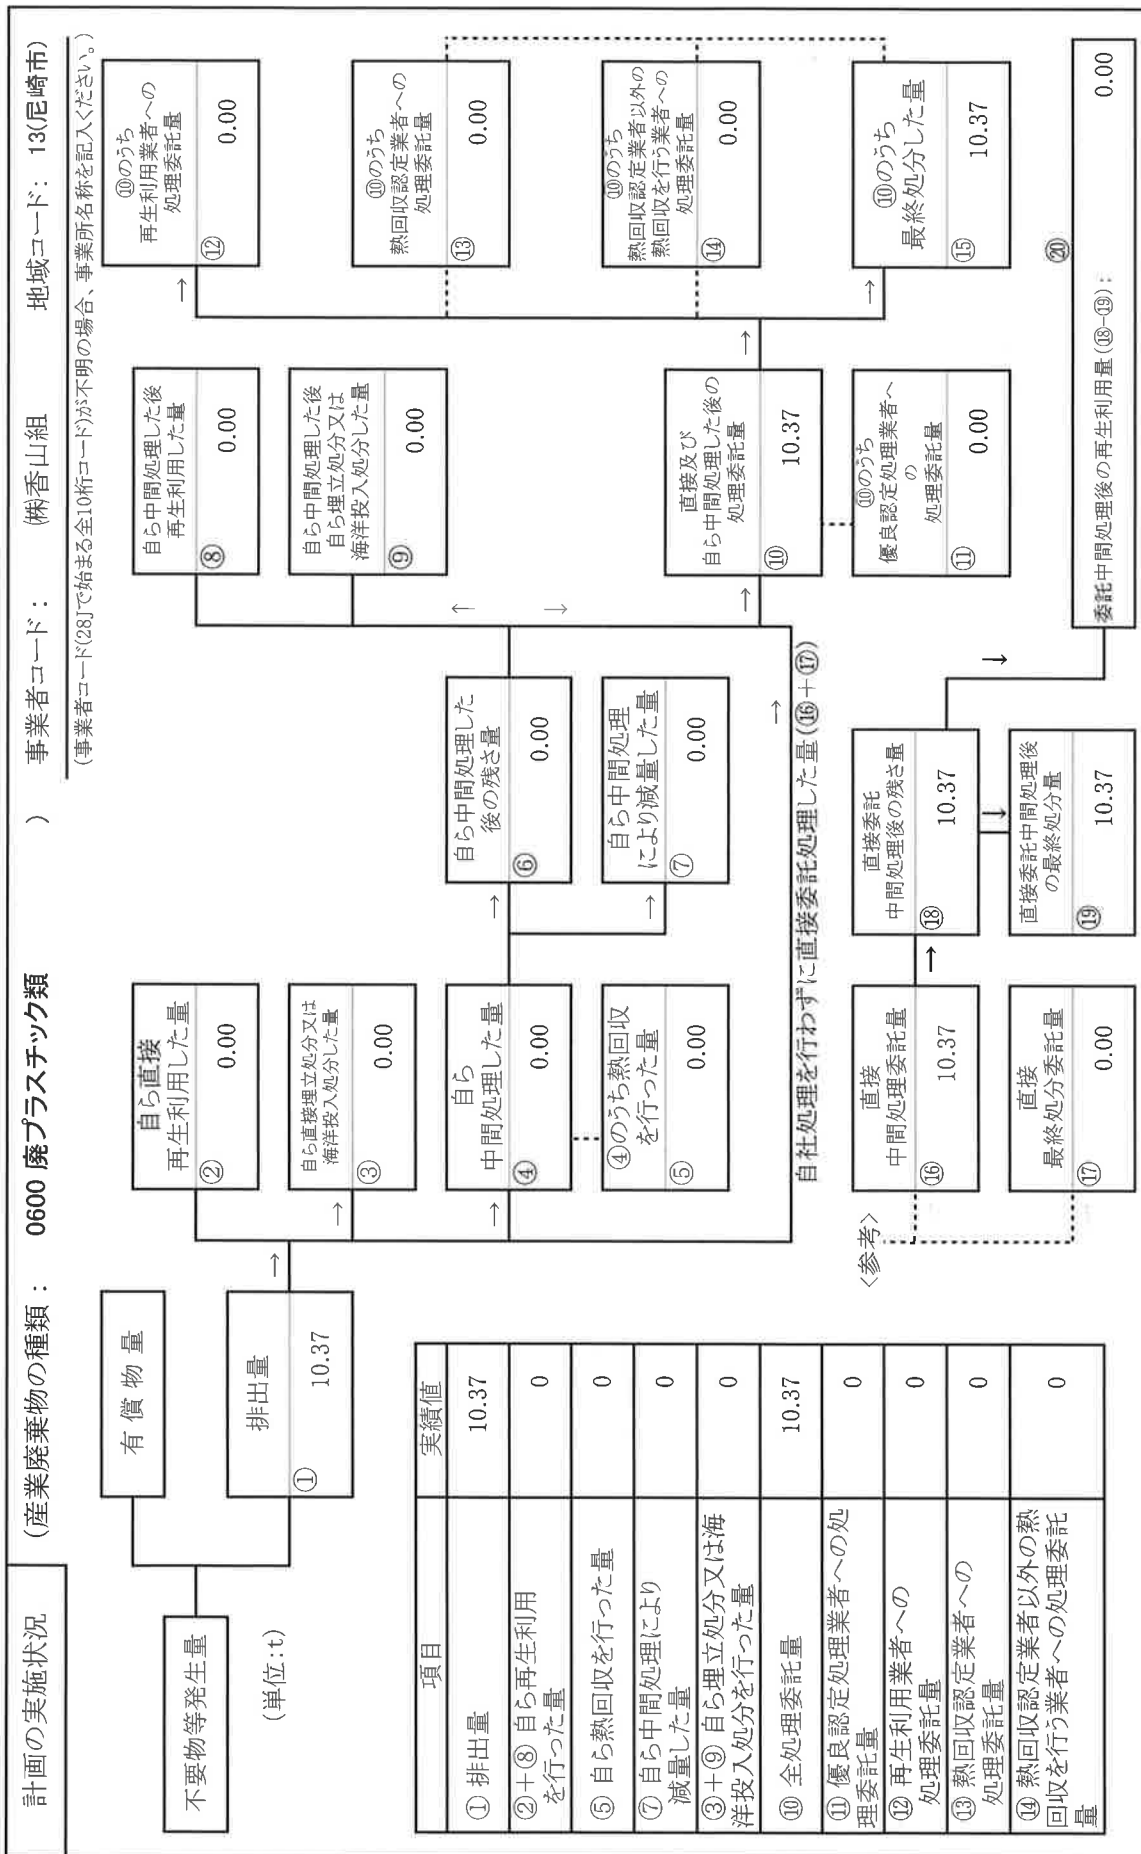 計画の実施状況
(産業廃棄物の種類： 0600 廃プラスチック類 )
事業者コード： (株)香山組 地域コード： 13(尼崎市)
(事業者コード(「28」で始まる全10桁コード)が不明の場合、事業所名称を記入ください。)
不要物等発生量
(単位：t)
有 償 物 量
排出量
① 10.37
→
自ら直接
再生利用した量
② 0.00
→
自ら直接埋立処分又は
海洋投入処分した量
③ 0.00
→
自ら
中間処理した量
④ 0.00
④のうち熱回収
を行った量
⑤ 0.00
→
自ら中間処理した
後の残さ量
⑥ 0.00
→
自ら中間処理
により減量した量
⑦ 0.00
自ら中間処理した後
再生利用した量
⑧ 0.00
自ら中間処理した後
自ら埋立処分又は
海洋投入処分した量
⑨ 0.00
↑
↓
→
直接及び
自ら中間処理した後の
処理委託量
⑩ 10.37
⑩のうち
優良認定処理業者へ
の
処理委託量
⑪ 0.00
→
→
⑩のうち
再生利用業者への
処理委託量
⑫ 0.00
⑩のうち
熱回収認定業者への
処理委託量
⑬ 0.00
⑩のうち
熱回収認定業者以外の
熱回収を行う業者への
処理委託量
⑭ 0.00
→
⑩のうち
最終処分した量
⑮ 10.37
→
自社処理を行わずに直接委託処理した量(⑯＋⑰)
〈参考〉
直接
中間処理委託量
⑯ 10.37
直接
最終処分委託量
⑰ 0.00
→
直接委託
中間処理後の残さ量
⑱ 10.37
↓
直接委託中間処理後
の最終処分量
⑲ 10.37
↓
⑳
委託中間処理後の再生利用量(⑱-⑲)： 0.00
項目 実績値
① 排出量 10.37
②＋⑧ 自ら再生利用
を行った量 0
⑤ 自ら熱回収を行った量 0
⑦ 自ら中間処理により
減量した量 0
③＋⑨ 自ら埋立処分又は海
洋投入処分を行った量 0
⑩ 全処理委託量 10.37
⑪ 優良認定処理業者への処
理委託量 0
⑫ 再生利用業者への
処理委託量 0
⑬ 熱回収認定業者への
処理委託量 0
⑭ 熱回収認定業者以外の熱
回収を行う業者への処理委託
量 0